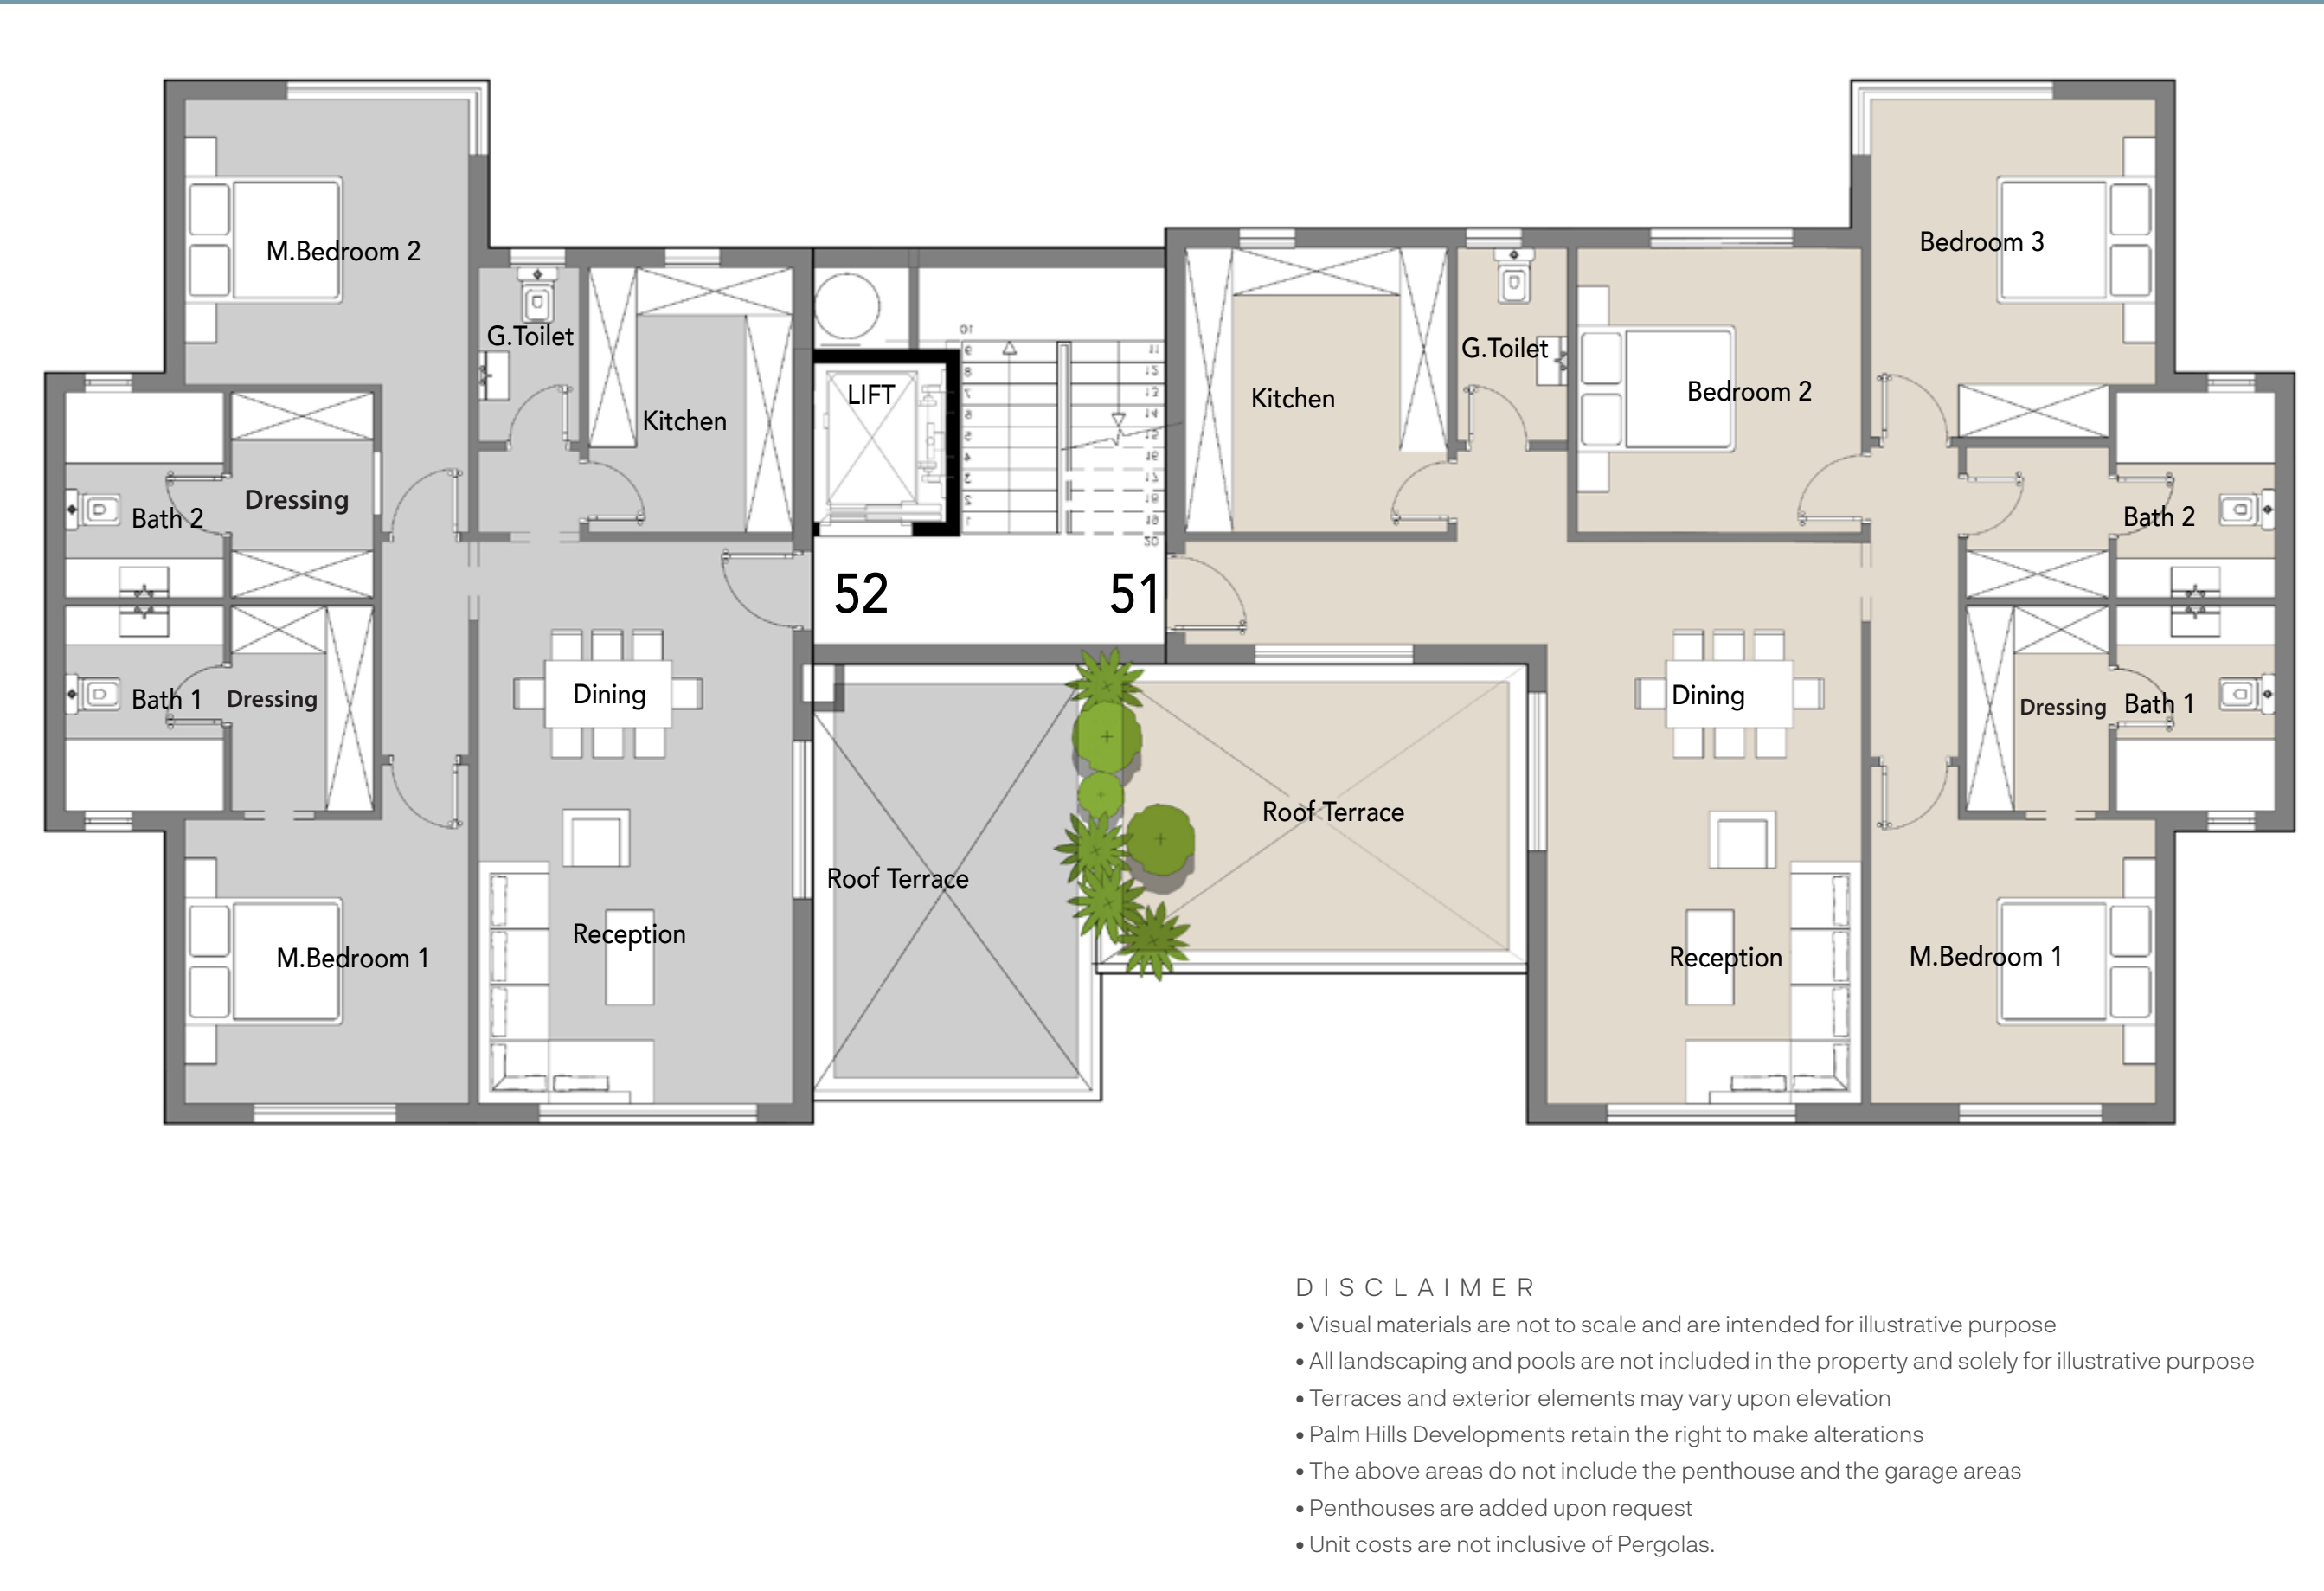 M.Bedroom 2
Bedroom 3
G.Toilet
G.Toilet
LIFT
Bedroom 2
Kitchen
Kitchen
Dressing
Bath 2
Bath 2
52
51
Dining
Dining
Bath 1
Dressing
Dressing
Bath 1
Roof Terrace
Roof Terrace
Reception
M.Bedroom 1
Reception
M.Bedroom 1
DISCLAIMER
• Visual materials are not to scale and are intended for illustrative purpose
• All landscaping and pools are not included in the property and solely for illustrative purpose
• Terraces and exterior elements may vary upon elevation
• Palm Hills Developments retain the right to make alterations
• The above areas do not include the penthouse and the garage areas
• Penthouses are added upon request
• Unit costs are not inclusive of Pergolas.